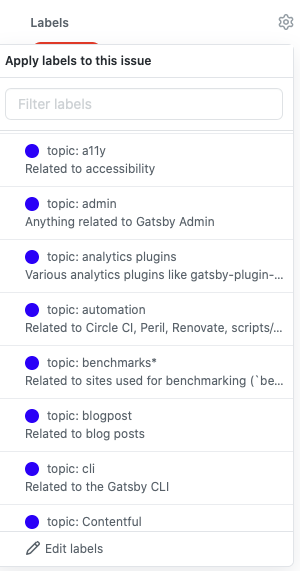 Labels
Apply labels to this issue
Filter labels
topic: a11y
Related to accessibility
topic: admin
Anything related to Gatsby Admin
topic: analytics plugins
Various analytics plugins like gatsby-plugin-...
topic: automation
Related to Circle CI, Peril, Renovate, scripts/...
topic: benchmarks*
Related to sites used for benchmarking (`be...
topic: blogpost
Related to blog posts
topic: cli
Related to the Gatsby CLI
topic: Contentful
Edit labels